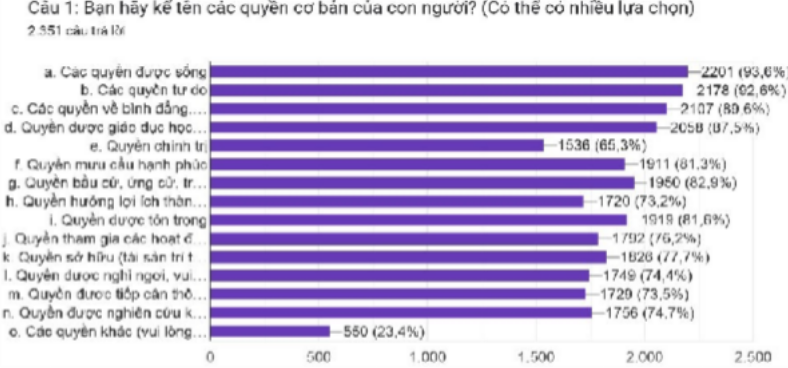 Câu 1: Bạn hãy kể tên các quyền cơ bản của con người? (Có thể có nhiều lựa chọn)
2.351 câu trả lời
a. Các quyền được sống 2201 (93,6%)
b. Các quyền tự do 2178 (92,6%)
c. Các quyền về bình đẳng.... 2107 (89,6%)
d. Quyền được giáo dục học... 2058 (87,5%)
e. Quyền chính trị 1536 (65,3%)
f. Quyền mưu cầu hạnh phúc 1911 (81,3%)
g. Quyền bầu cử, ứng cử, tr... 1950 (82,9%)
h. Quyền hưởng lợi ích thàn... 1720 (73,2%)
i. Quyền được tôn trọng 1919 (81,6%)
j. Quyền tham gia các hoạt đ... 1792 (76,2%)
k. Quyền sở hữu (tài sản trí t... 1826 (77,7%)
l. Quyền được nghỉ ngơi, vui... 1749 (74,4%)
m. Quyền được tiếp cận thô... 1729 (73,5%)
n. Quyền được nghiên cứu k... 1756 (74,7%)
o. Các quyền khác (vui lòng... 550 (23,4%)
0 500 1.000 1.500 2.000 2.500